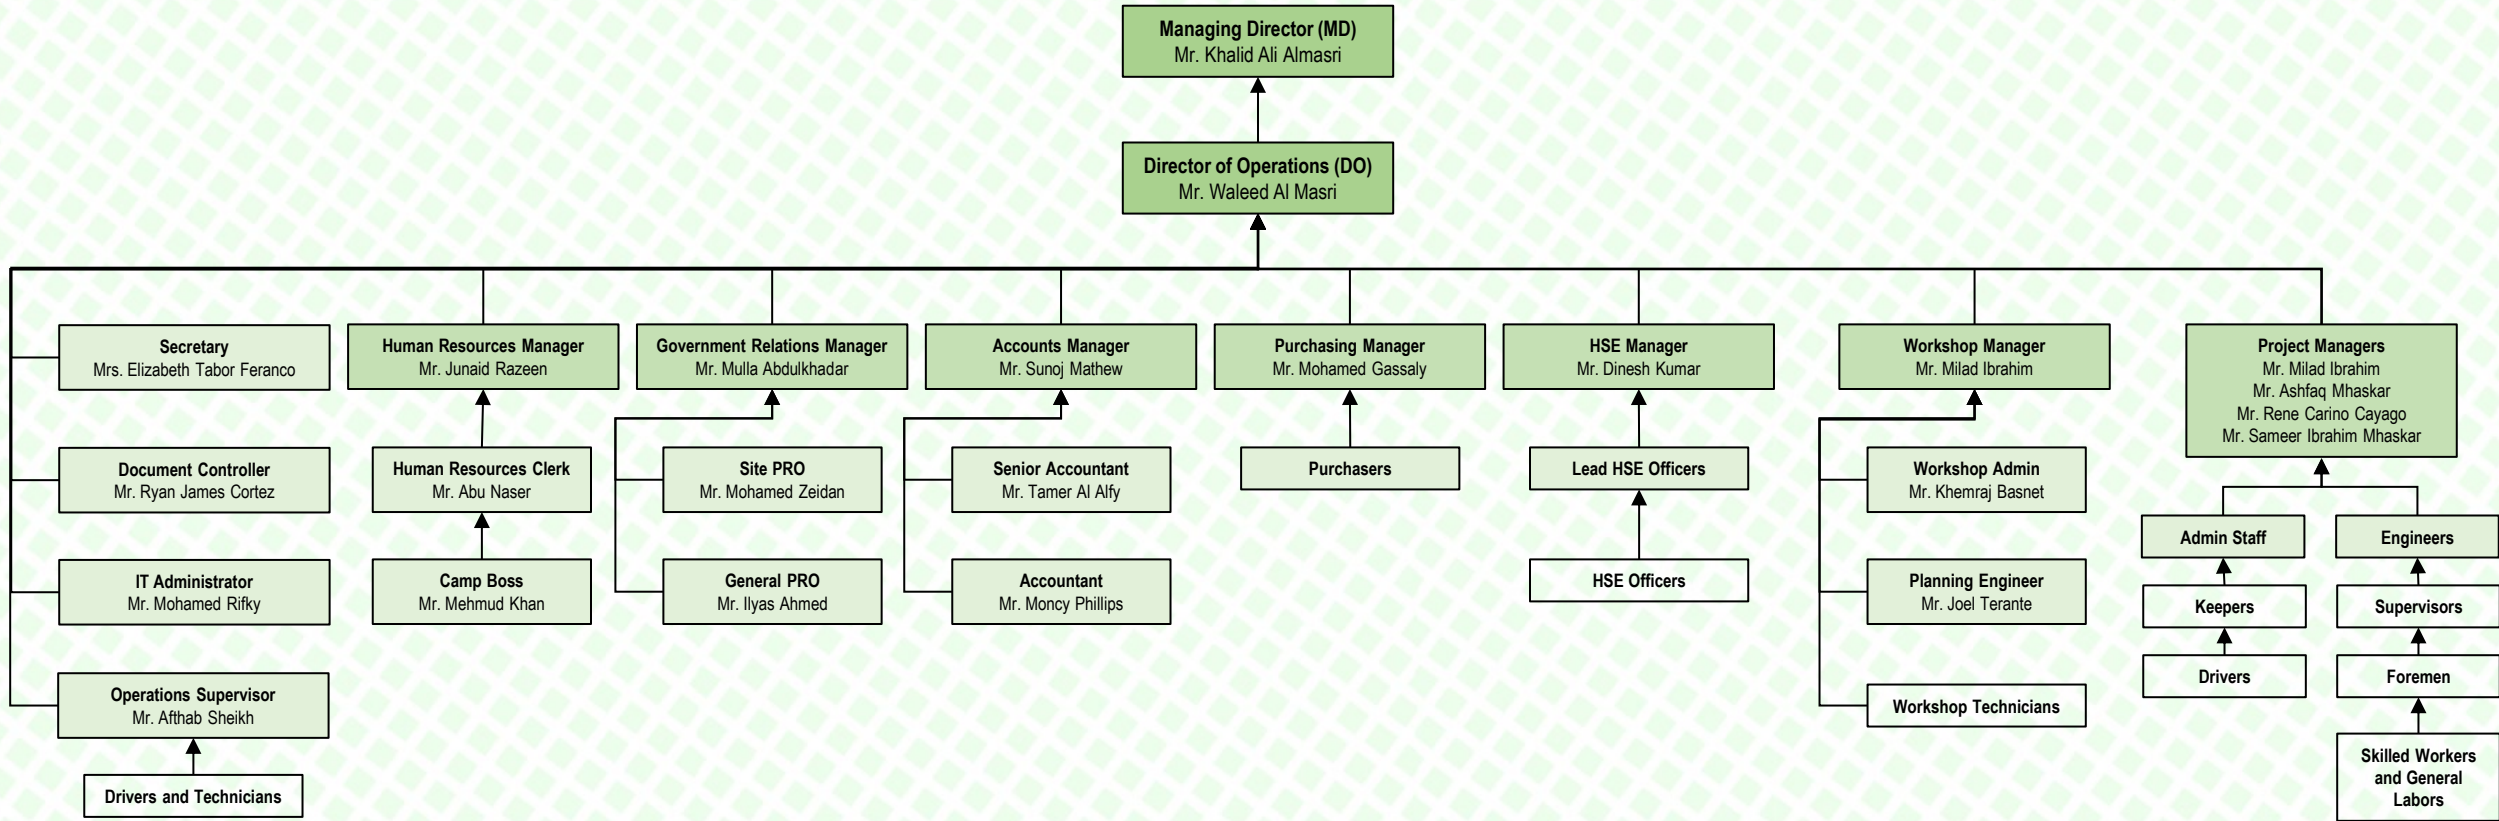 Managing Director (MD)
Mr. Khalid Ali Almasri
Director of Operations (DO)
Mr. Waleed Al Masri
Secretary
Mrs. Elizabeth Tabor Feranco
Human Resources Manager
Mr. Junaid Razeen
Government Relations Manager
Mr. Mulla Abdulkhadar
Accounts Manager
Mr. Sunoj Mathew
Purchasing Manager
Mr. Mohamed Gassaly
HSE Manager
Mr. Dinesh Kumar
Workshop Manager
Mr. Milad Ibrahim
Project Managers
Mr. Milad Ibrahim
Mr. Ashfaq Mhaskar
Mr. Rene Carino Cayago
Mr. Sameer Ibrahim Mhaskar
Document Controller
Mr. Ryan James Cortez
Human Resources Clerk
Mr. Abu Naser
Site PRO
Mr. Mohamed Zeidan
Senior Accountant
Mr. Tamer Al Alfy
Purchasers
Lead HSE Officers
Workshop Admin
Mr. Khemraj Basnet
Admin Staff
Engineers
IT Administrator
Mr. Mohamed Rifky
Camp Boss
Mr. Mehmud Khan
General PRO
Mr. Ilyas Ahmed
Accountant
Mr. Moncy Phillips
HSE Officers
Planning Engineer
Mr. Joel Terante
Keepers
Supervisors
Operations Supervisor
Mr. Afthab Sheikh
Workshop Technicians
Drivers
Foremen
Drivers and Technicians
Skilled Workers
and General
Labors